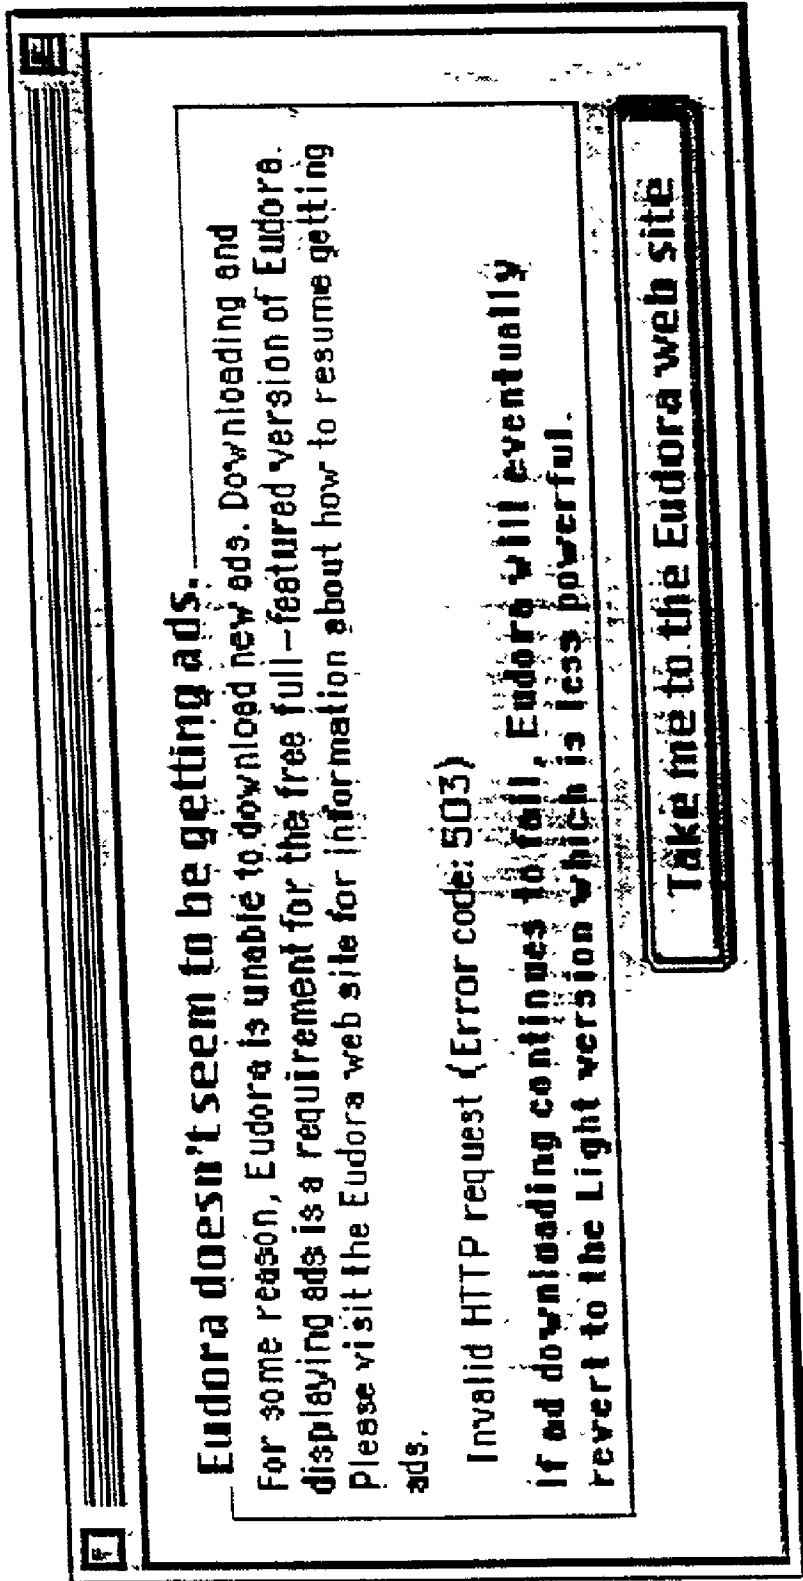 Eudora doesn't seem to be getting ads.
For some reason, Eudora is unable to download new ads. Downloading and
displaying ads is a requirement for the free full-featured version of Eudora.
Please visit the Eudora web site for information about how to resume getting
ads.
Invalid HTTP request (Error code: 503)
If ad downloading continues to fail, Eudora will eventually
revert to the Light version which is less powerful.
Take me to the Eudora web site